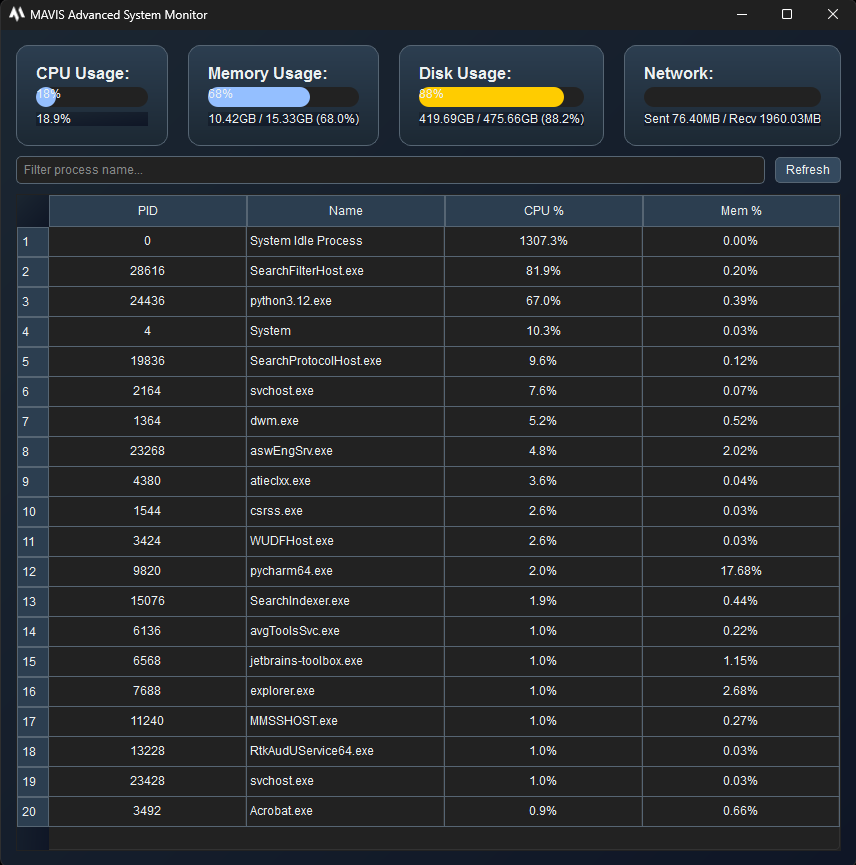 MAVIS Advanced System Monitor
CPU Usage: Memory Usage: Disk Usage: Network:
18% 68% 88%
18.9% 10.42GB / 15.33GB (68.0%) 419.69GB / 475.66GB (88.2%) Sent 76.40MB / Recv 1960.03MB
Filter process name... Refresh
PID Name CPU % Mem %
1 0 System Idle Process 1307.3% 0.00%
2 28616 SearchFilterHost.exe 81.9% 0.20%
3 24436 python3.12.exe 67.0% 0.39%
4 4 System 10.3% 0.03%
5 19836 SearchProtocolHost.exe 9.6% 0.12%
6 2164 svchost.exe 7.6% 0.07%
7 1364 dwm.exe 5.2% 0.52%
8 23268 aswEngSrv.exe 4.8% 2.02%
9 4380 atieclxx.exe 3.6% 0.04%
10 1544 csrss.exe 2.6% 0.03%
11 3424 WUDFHost.exe 2.6% 0.03%
12 9820 pycharm64.exe 2.0% 17.68%
13 15076 SearchIndexer.exe 1.9% 0.44%
14 6136 avgToolsSvc.exe 1.0% 0.22%
15 6568 jetbrains-toolbox.exe 1.0% 1.15%
16 7688 explorer.exe 1.0% 2.68%
17 11240 MMSSHOST.exe 1.0% 0.27%
18 13228 RtkAudUService64.exe 1.0% 0.03%
19 23428 svchost.exe 1.0% 0.03%
20 3492 Acrobat.exe 0.9% 0.66%